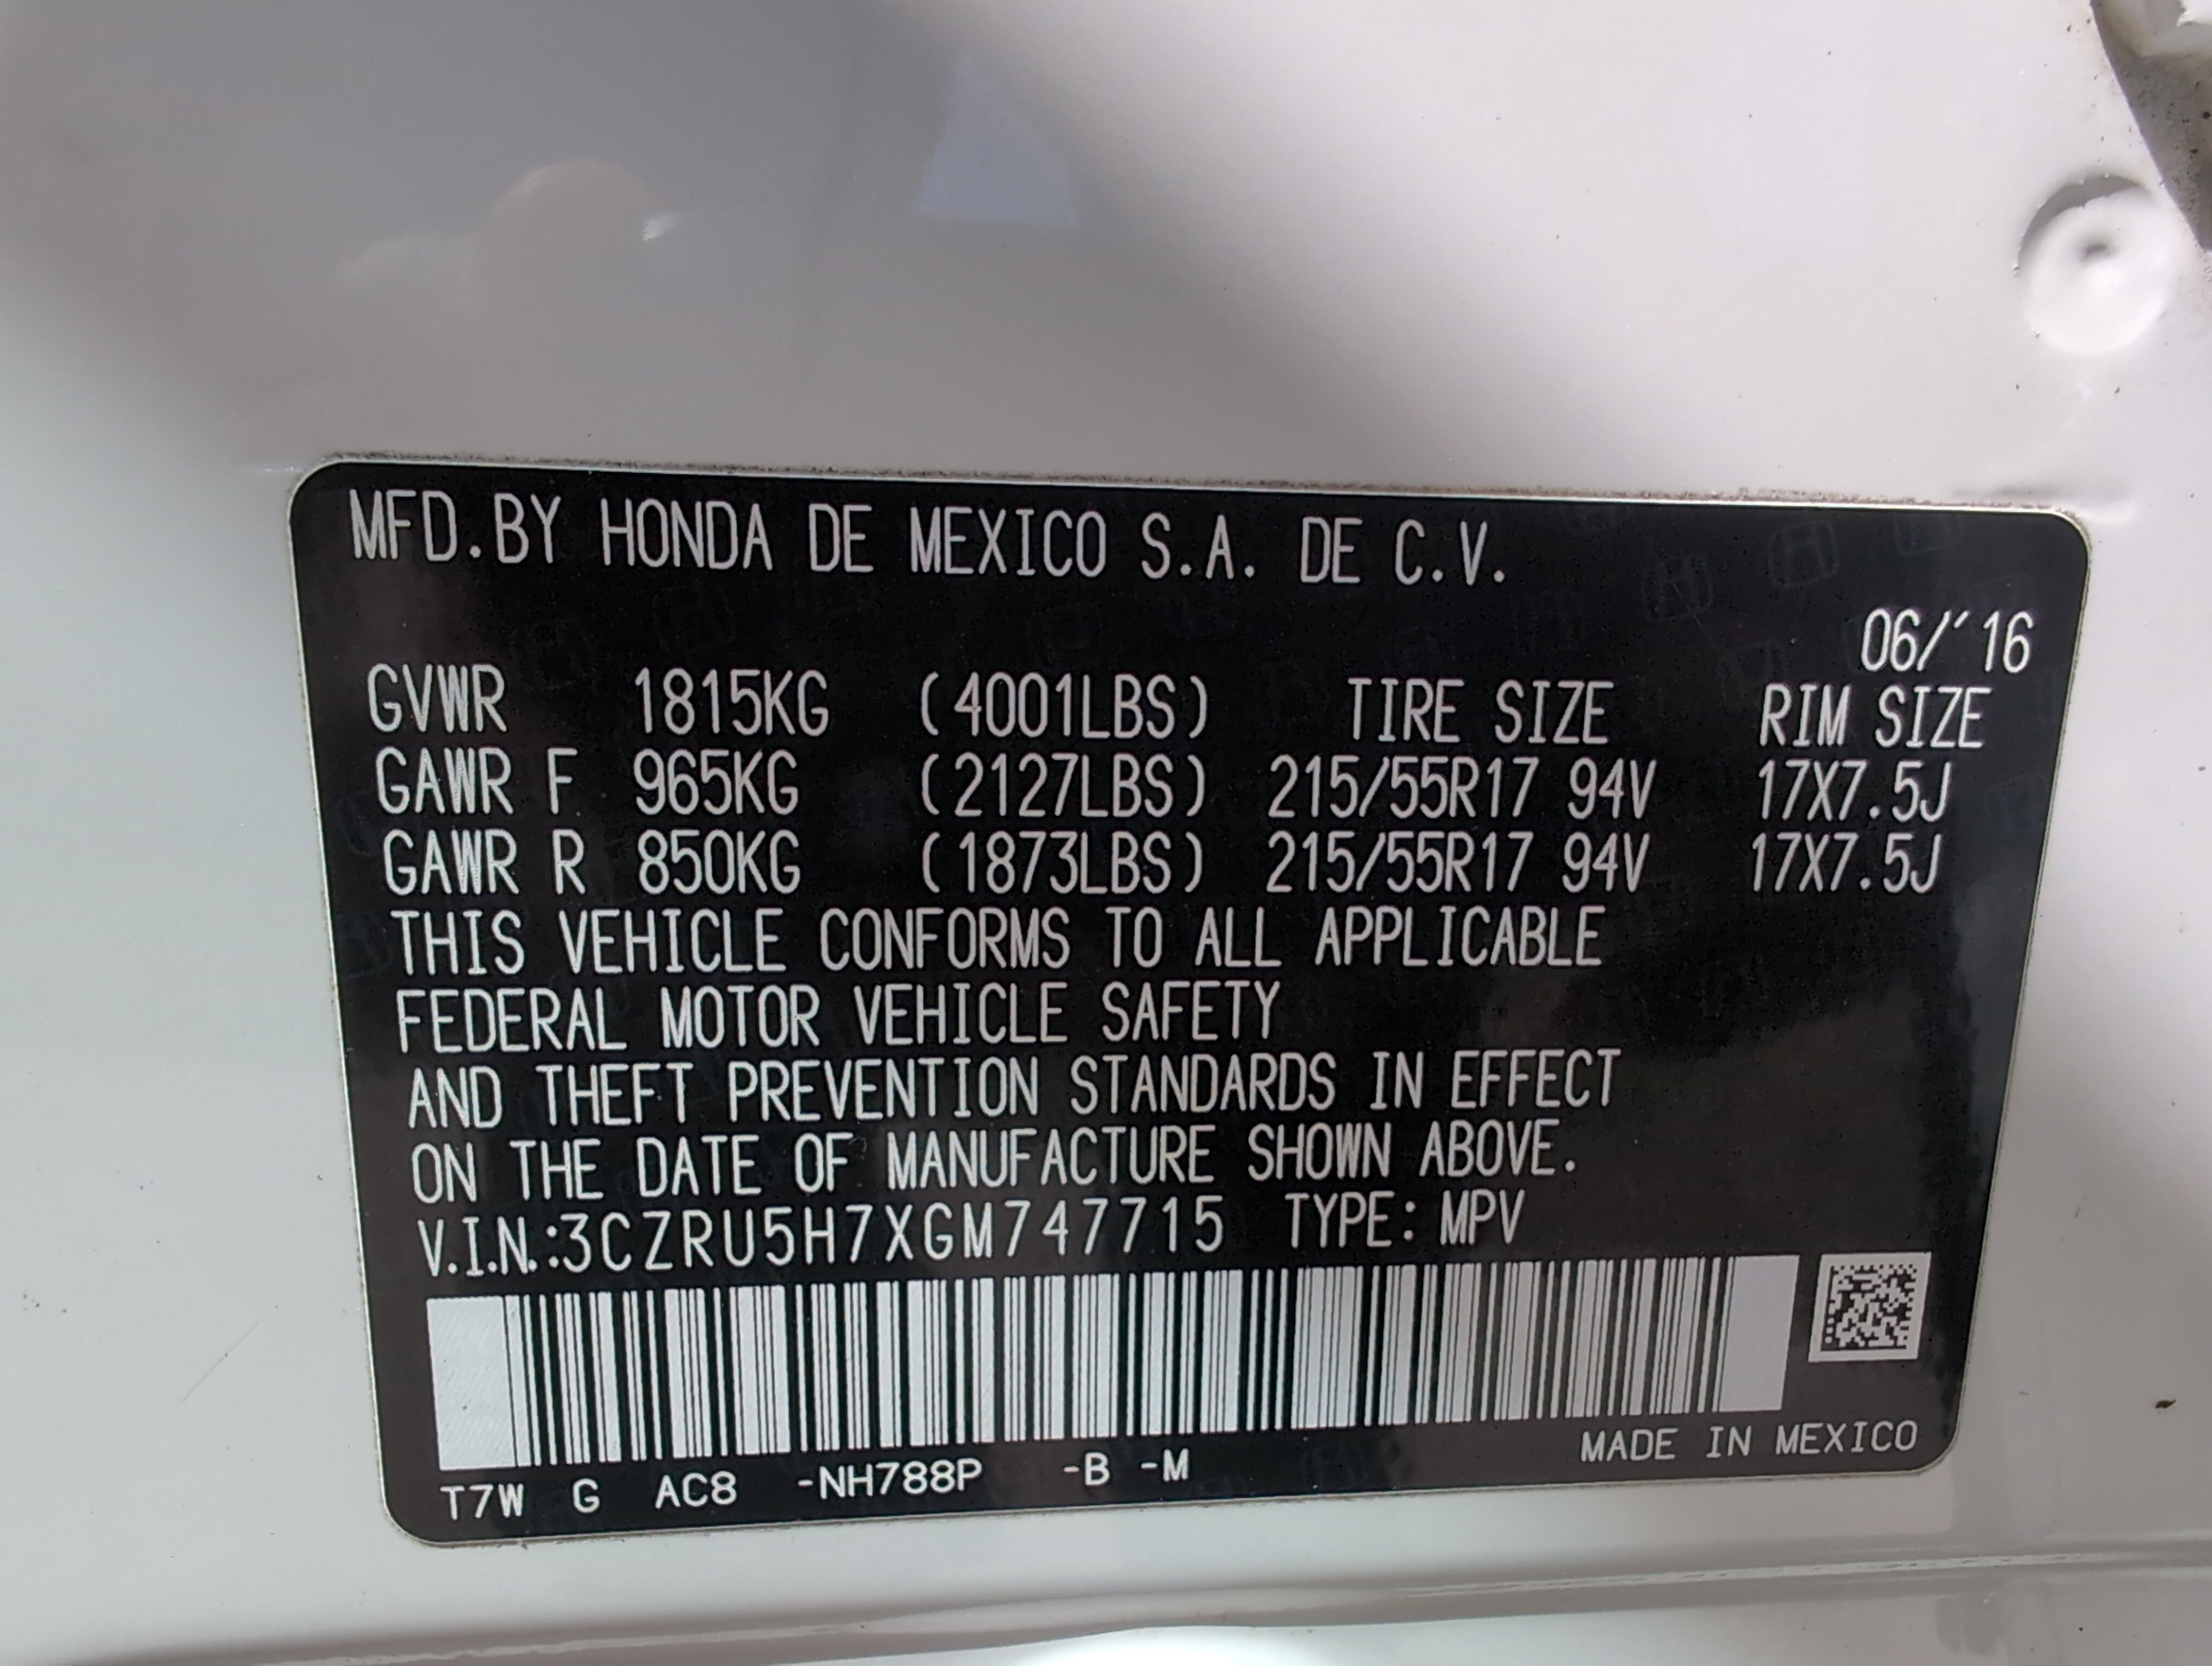 MFD.BY HONDA DE MEXICO S.A. DE C.V.
06/'16
GVWR 1815KG (4001LBS) TIRE SIZE RIM SIZE
GAWR F 965KG (2127LBS) 215/55R17 94V 17X7.5J
GAWR R 850KG (1873LBS) 215/55R17 94V 17X7.5J
THIS VEHICLE CONFORMS TO ALL APPLICABLE
FEDERAL MOTOR VEHICLE SAFETY
AND THEFT PREVENTION STANDARDS IN EFFECT
ON THE DATE OF MANUFACTURE SHOWN ABOVE.
V.I.N.:3CZRU5H7XGM747715 TYPE: MPV
MADE IN MEXICO
T7W G AC8 -NH788P -B -M